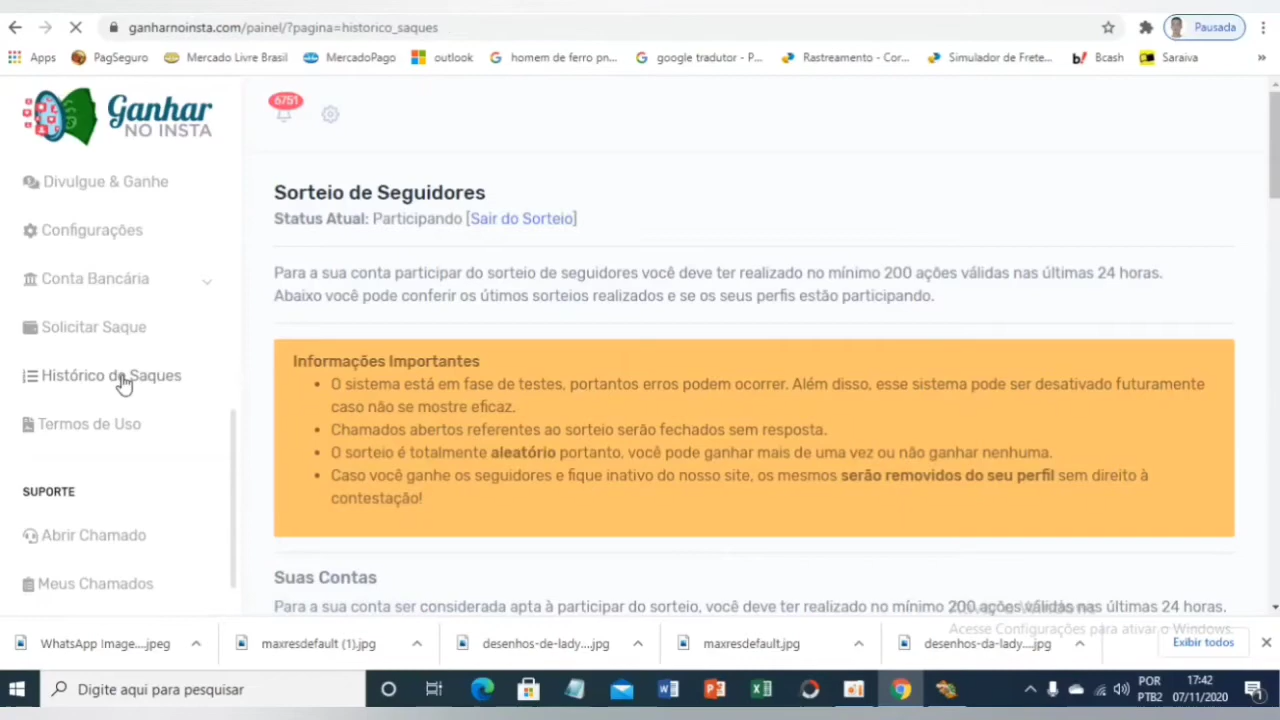 ganharnoinsta.com/painel/?pagina=historico_saques
Pausada
Apps PagSeguro Mercado Livre Brasil MercadoPago outlook homem de ferro pn... google tradutor - P... Rastreamento - Cor... Simulador de Frete... b! Bcash Saraiva »
Ganhar
NO INSTA
6751
Divulgue & Ganhe
Configurações
Conta Bancária
Solicitar Saque
Histórico de Saques
Termos de Uso
SUPORTE
Abrir Chamado
Meus Chamados
Sorteio de Seguidores
Status Atual: Participando [Sair do Sorteio]
Para a sua conta participar do sorteio de seguidores você deve ter realizado no mínimo 200 ações válidas nas últimas 24 horas.
Abaixo você pode conferir os útimos sorteios realizados e se os seus perfis estão participando.
Informações Importantes
• O sistema está em fase de testes, portantos erros podem ocorrer. Além disso, esse sistema pode ser desativado futuramente
caso não se mostre eficaz.
• Chamados abertos referentes ao sorteio serão fechados sem resposta.
• O sorteio é totalmente aleatório portanto, você pode ganhar mais de uma vez ou não ganhar nenhuma.
• Caso você ganhe os seguidores e fique inativo do nosso site, os mesmos serão removidos do seu perfil sem direito à
contestação!
Suas Contas
Para a sua conta ser considerada apta à participar do sorteio, você deve ter realizado no mínimo 200 ações válidas nas últimas 24 horas.
Acesse Configurações para ativar o Windows.
WhatsApp Image....jpeg maxresdefault (1).jpg desenhos-de-lady....jpg maxresdefault.jpg desenhos-da-lady....jpg Exibir todos
Digite aqui para pesquisar
POR
PTB2
17:42
07/11/2020
1